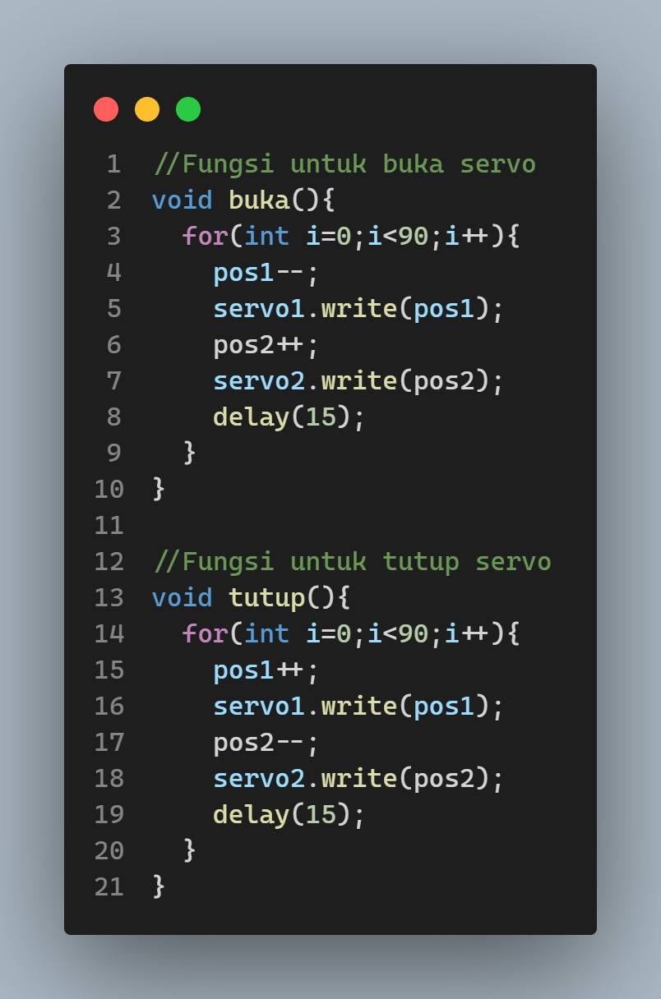 1 //Fungsi untuk buka servo
2 void buka(){
3   for(int i=0;i<90;i++){
4     pos1--;
5     servo1.write(pos1);
6     pos2++;
7     servo2.write(pos2);
8     delay(15);
9   }
10 }
11
12 //Fungsi untuk tutup servo
13 void tutup(){
14   for(int i=0;i<90;i++){
15     pos1++;
16     servo1.write(pos1);
17     pos2--;
18     servo2.write(pos2);
19     delay(15);
20   }
21 }